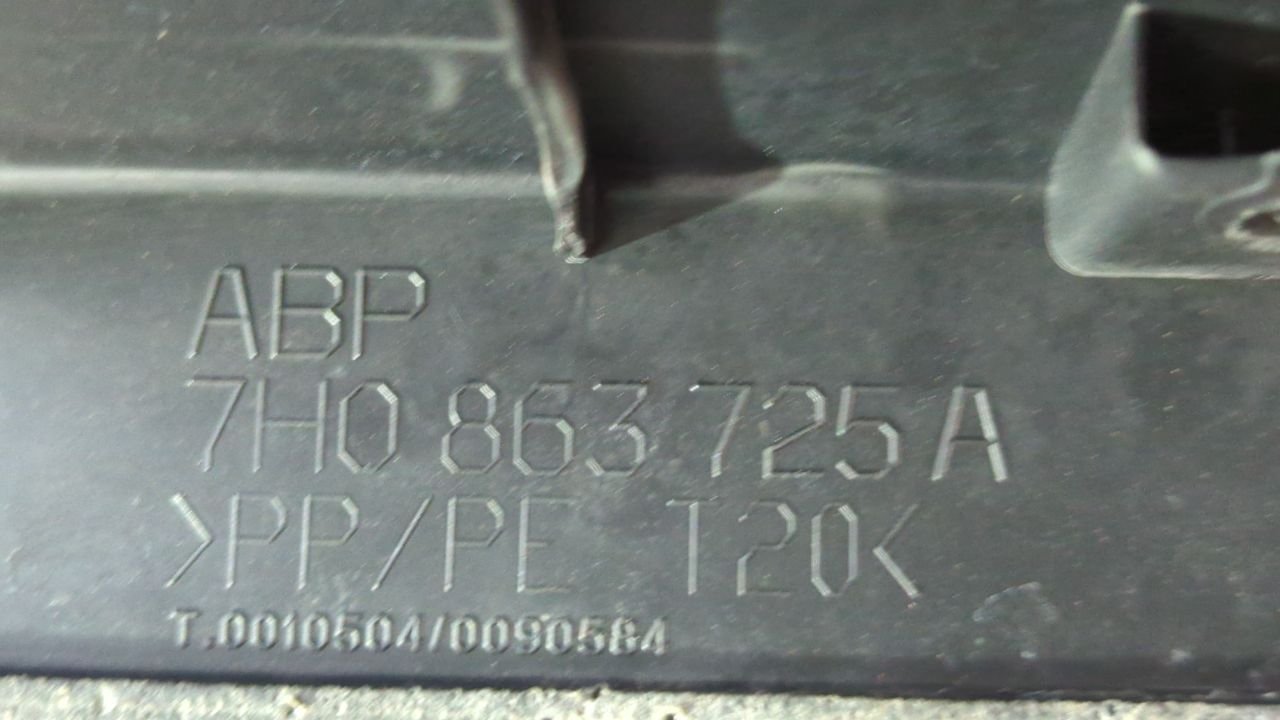 ABP
7H0 863 725 A
>PP/PE T20<
T.0010504/0090584